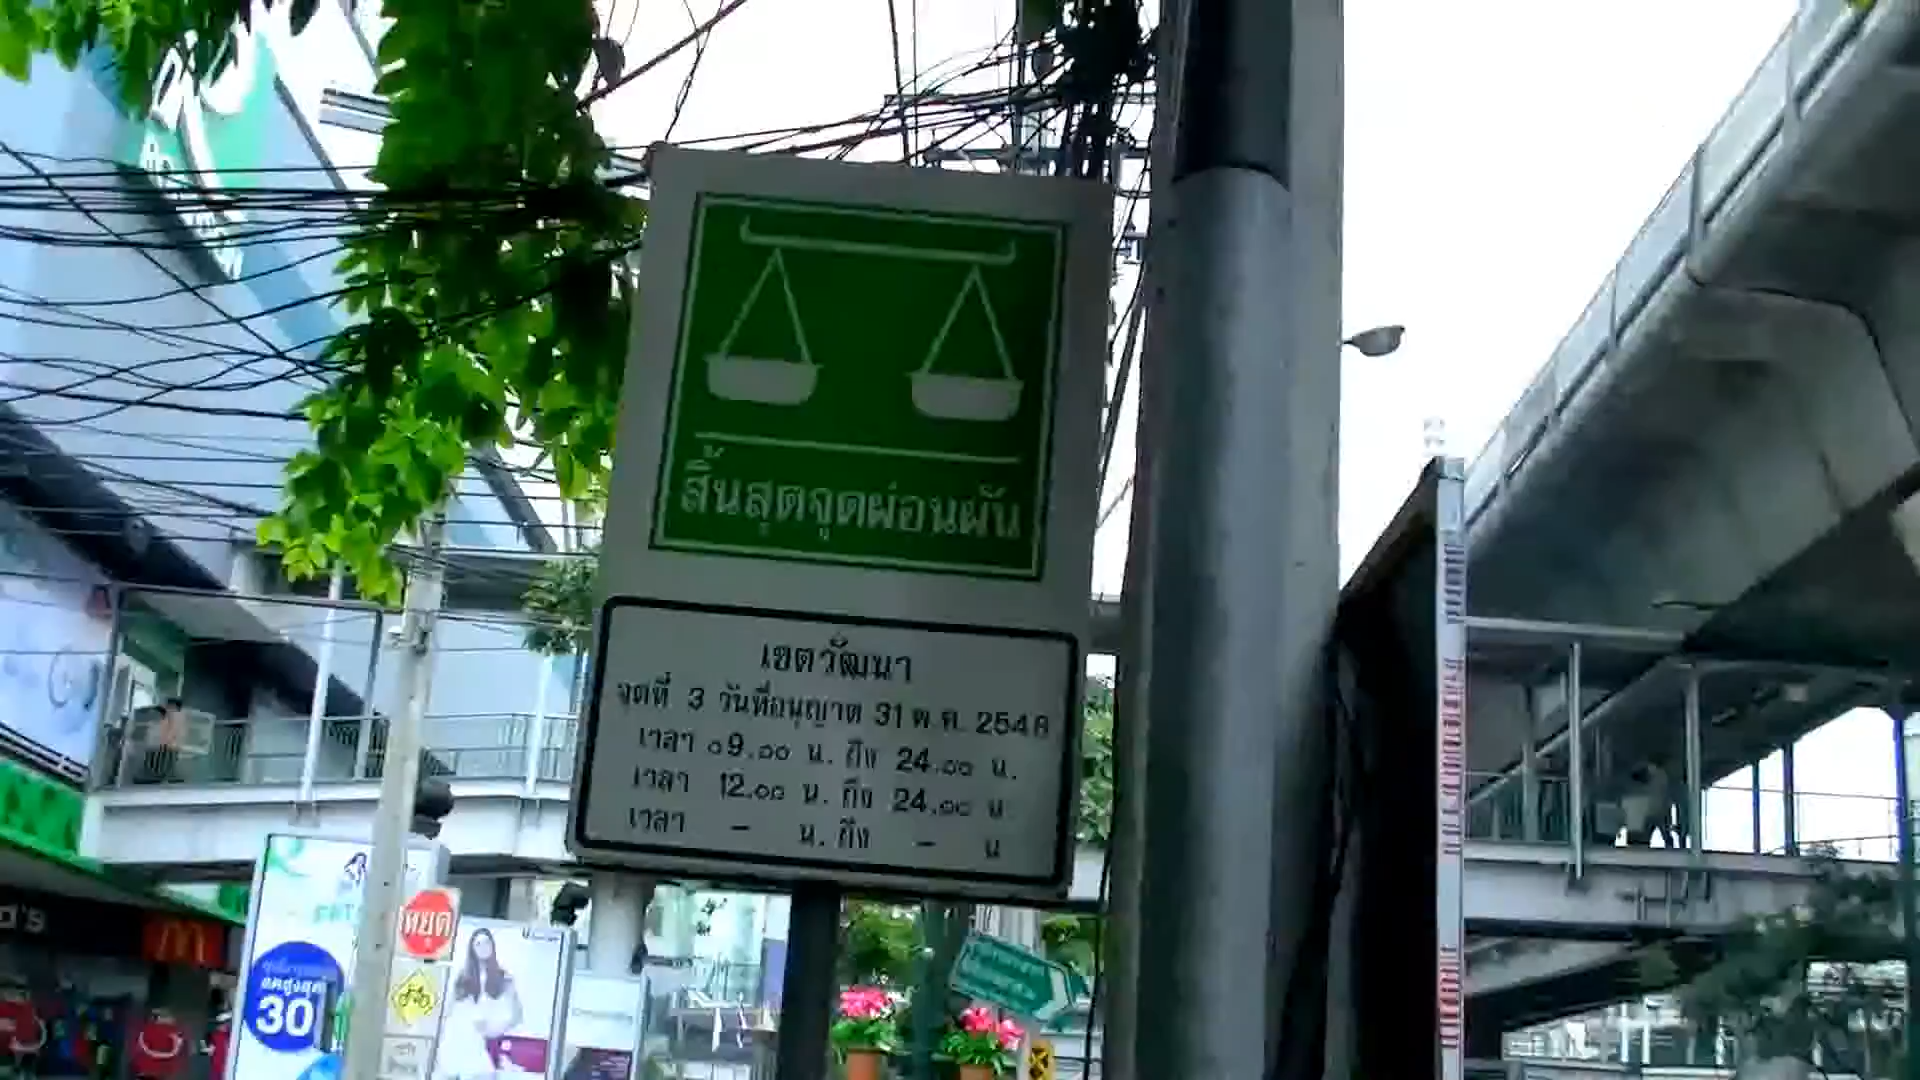 สิ้นสุดจุดผ่อนผัน
เขตวัฒนา
จุดที่ 3 วันที่อนุญาต 31 พ.ค. 2548
เวลา ๐9.๐๐ น. ถึง 24.๐๐ น.
เวลา 12.๐๐ น. ถึง 24.๐๐ น.
เวลา - น. ถึง - น
หยุด
30